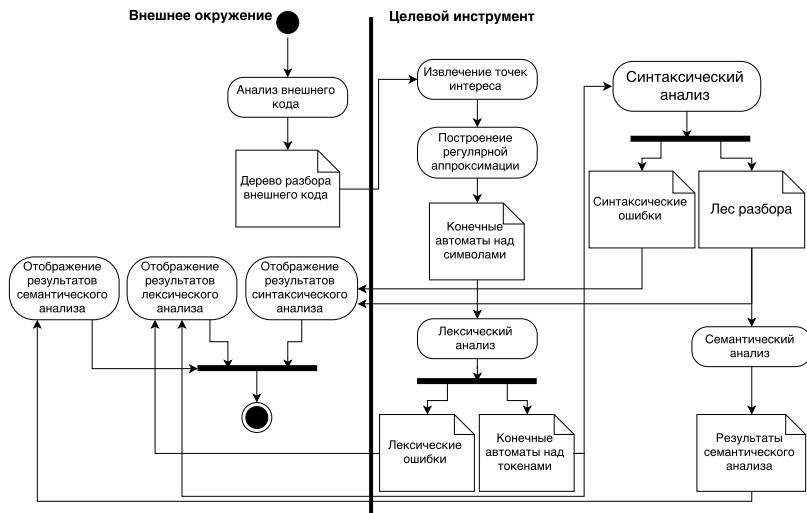 Внешнее окружение
Целевой инструмент
Анализ внешнего
кода
Дерево разбора
внешнего кода
Извлечение точек
интереса
Построенеие
регулярной
аппроксимации
Конечные
автоматы над
символами
Синтаксический
анализ
Синтаксические
ошибки
Лес разбора
Отображение
результатов
семантического
анализа
Отображение
результатов
лексического
анализа
Отображение
результатов
синтаксического
анализа
Лексический
анализ
Семантический
анализ
Лексические
ошибки
Конечные
автоматы над
токенами
Результаты
семантического
анализа